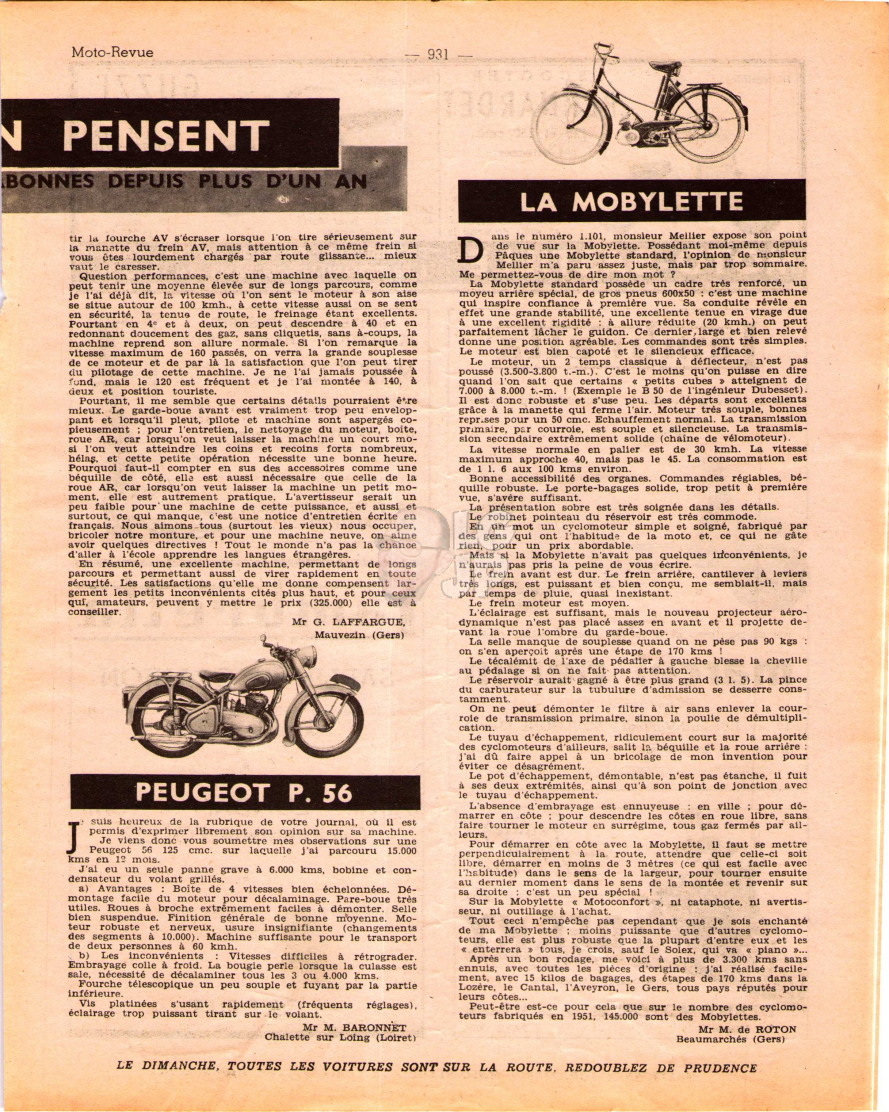 Moto-Revue
— 931 —
N PENSENT
BONNES DEPUIS PLUS D'UN AN
tir la fourche AV s'écraser lorsque l'on tire sérieusement sur
la manette du frein AV, mais attention à ce même frein si
vous êtes lourdement chargés par route glissante... mieux
vaut le caresser.
Question performances, c'est une machine avec laquelle on
peut tenir une moyenne élevée sur de longs parcours, comme
je l'ai déjà dit, la vitesse où l'on sent le moteur à son aise
se situe autour de 100 kmh., à cette vitesse aussi on se sent
en sécurité, la tenue de route, le freinage étant excellents.
Pourtant en 4e et à deux, on peut descendre à 40 et en
redonnant doucement des gaz, sans cliquetis, sans à-coups, la
machine reprend son allure normale. Si l'on remarque la
vitesse maximum de 160 passés, on verra la grande souplesse
de ce moteur et de par là la satisfaction que l'on peut tirer
du pilotage de cette machine. Je ne l'ai jamais poussée à
fond, mais le 120 est fréquent et je l'ai montée à 140, à
deux et position touriste.
Pourtant, il me semble que certains détails pourraient être
mieux. Le garde-boue avant est vraiment trop peu envelop-
pant et lorsqu'il pleut, pilote et machine sont aspergés co-
pieusement ; pour l'entretien, le nettoyage du moteur, boîte,
roue AR, car lorsqu'on veut laisser la machine un court mo-
si l'on veut atteindre les coins et recoins forts nombreux,
hélas, et cette petite opération nécessite une bonne heure.
Pourquoi faut-il compter en sus des accessoires comme une
béquille de côté, elle est aussi nécessaire que celle de la
roue AR, car lorsqu'on veut laisser la machine un petit mo-
ment, elle est autrement pratique. L'avertisseur serait un
peu faible pour une machine de cette puissance, et aussi et
surtout, ce qui manque, c'est une notice d'entretien écrite en
français. Nous aimons tous (surtout les vieux) nous occuper,
bricoler notre monture, et pour une machine neuve, on aime
avoir quelques directives ! Tout le monde n'a pas la chance
d'aller à l'école apprendre les langues étrangères.
En résumé, une excellente machine, permettant de longs
parcours et permettant aussi de virer rapidement en toute
sécurité. Les satisfactions qu'elle me donne compensent lar-
gement les petits inconvénients cités plus haut, et pour ceux
qui, amateurs, peuvent y mettre le prix (325.000) elle est à
conseiller.
Mr G. LAFFARGUE,
Mauvezin (Gers)
PEUGEOT P. 56
J' suis heureux de la rubrique de votre journal, où il est
permis d'exprimer librement son opinion sur sa machine.
Je viens donc vous soumettre mes observations sur une
Peugeot 56 125 cmc. sur laquelle j'ai parcouru 15.000
kms en 12 mois.
J'ai eu un seule panne grave à 6.000 kms, bobine et con-
densateur du volant grillés.
a) Avantages : Boîte de 4 vitesses bien échelonnées. Dé-
montage facile du moteur pour décalaminage. Pare-boue très
utiles. Roues à broche extrêmement faciles à démonter. Selle
bien suspendue. Finition générale de bonne moyenne. Mo-
teur robuste et nerveux, usure insignifiante (changements
des segments à 10.000). Machine suffisante pour le transport
de deux personnes à 60 kmh.
b) Les inconvénients : Vitesses difficiles à rétrograder.
Embrayage colle à froid. La bougie perle lorsque la culasse est
sale, nécessité de décalaminer tous les 3 ou 4.000 kms.
Fourche télescopique un peu souple et fuyant par la partie
inférieure.
Vis platinées s'usant rapidement (fréquents réglages),
éclairage trop puissant tirant sur le volant.
Mr M. BARONNET
Chalette sur Loing (Loiret)
LA MOBYLETTE
Dans le numéro 1.101, monsieur Mellier expose son point
de vue sur la Mobylette. Possédant moi-même depuis
Pâques une Mobylette standard, l'opinion de monsieur
Mellier m'a paru assez juste, mais par trop sommaire.
Me permettez-vous de dire mon mot ?
La Mobylette standard possède un cadre très renforcé, un
moyeu arrière spécial, de gros pneus 600x50 : c'est une machine
qui inspire confiance à première vue. Sa conduite révèle en
effet une grande stabilité, une excellente tenue en virage due
à une excellent rigidité : à allure réduite (20 kmh.) on peut
parfaitement lâcher le guidon. Ce dernier, large et bien relevé
donne une position agréable. Les commandes sont très simples.
Le moteur est bien capoté et le silencieux efficace.
Le moteur, un 2 temps classique à déflecteur, n'est pas
poussé (3.500-3.800 t.-m.). C'est le moins qu'on puisse en dire
quand l'on sait que certains « petits cubes » atteignent de
7.000 à 8.000 t.-m. ! (Exemple le B 50 de l'ingénieur Dubesset).
Il est donc robuste et s'use peu. Les départs sont excellents
grâce à la manette qui ferme l'air. Moteur très souple, bonnes
reprises pour un 50 cmc. Echauffement normal. La transmission
primaire, par courroie, est souple et silencieuse. La transmis-
sion secondaire extrêmement solide (chaîne de vélomoteur).
La vitesse normale en palier est de 30 kmh. La vitesse
maximum approche 40, mais pas le 45. La consommation est
de 1 l. 6 aux 100 kms environ.
Bonne accessibilité des organes. Commandes réglables, bé-
quille robuste. Le porte-bagages solide, trop petit à première
vue, s'avère suffisant.
La présentation sobre est très soignée dans les détails.
Le robinet pointeau du réservoir est très commode.
En un mot un cyclomoteur simple et soigné, fabriqué par
des gens qui ont l'habitude de la moto et, ce qui ne gâte
rien, pour un prix abordable.
Mais si la Mobylette n'avait pas quelques inconvénients, je
n'aurais pas pris la peine de vous écrire.
Le frein avant est dur. Le frein arrière, cantilever à leviers
très longs, est puissant et bien conçu, me semblait-il, mais
par temps de pluie, quasi inexistant.
Le frein moteur est moyen.
L'éclairage est suffisant, mais le nouveau projecteur aéro-
dynamique n'est pas placé assez en avant et il projette de-
vant la roue l'ombre du garde-boue.
La selle manque de souplesse quand on ne pèse pas 90 kgs :
on s'en aperçoit après une étape de 170 kms !
Le técalémit de l'axe de pédalier à gauche blesse la cheville
au pédalage si on ne fait pas attention.
Le réservoir aurait gagné à être plus grand (3 l. 5). La pince
du carburateur sur la tubulure d'admission se desserre cons-
tamment.
On ne peut démonter le filtre à air sans enlever la cour-
roie de transmission primaire, sinon la poulie de démultipli-
cation.
Le tuyau d'échappement, ridiculement court sur la majorité
des cyclomoteurs d'ailleurs, salit la béquille et la roue arrière :
j'ai dû faire appel à un bricolage de mon invention pour
éviter ce désagrément.
Le pot d'échappement, démontable, n'est pas étanche, il fuit
à ses deux extrémités, ainsi qu'à son point de jonction avec
le tuyau d'échappement.
L'absence d'embrayage est ennuyeuse : en ville ; pour dé-
marrer en côte ; pour descendre les côtes en roue libre, sans
faire tourner le moteur en surrégime, tous gaz fermés par ail-
leurs.
Pour démarrer en côte avec la Mobylette, il faut se mettre
perpendiculairement à la route, attendre que celle-ci soit
libre, démarrer en moins de 3 mètres (ce qui est facile avec
l'habitude) dans le sens de la largeur, pour tourner ensuite
au dernier moment dans le sens de la montée et revenir sur
sa droite : c'est un peu spécial !
Sur la Mobylette « Motoconfort », ni cataphote, ni avertis-
seur, ni outillage à l'achat.
Tout ceci n'empêche pas cependant que je sois enchanté
de ma Mobylette : moins puissante que d'autres cyclomo-
teurs, elle est plus robuste que la plupart d'entre eux et les
« enterrera » tous, je crois, sauf le Solex, qui va « piano »...
Après un bon rodage, me voici à plus de 3.300 kms sans
ennuis, avec toutes les pièces d'origine : j'ai réalisé facile-
ment, avec 15 kilos de bagages, des étapes de 170 kms dans la
Lozère, le Cantal, l'Aveyron, le Gers, tous pays réputés pour
leurs côtes...
Peut-être est-ce pour cela que sur le nombre des cyclomo-
teurs fabriqués en 1951, 145.000 sont des Mobylettes.
Mr M. de ROTON
Beaumarchés (Gers)
LE DIMANCHE, TOUTES LES VOITURES SONT SUR LA ROUTE, REDOUBLEZ DE PRUDENCE